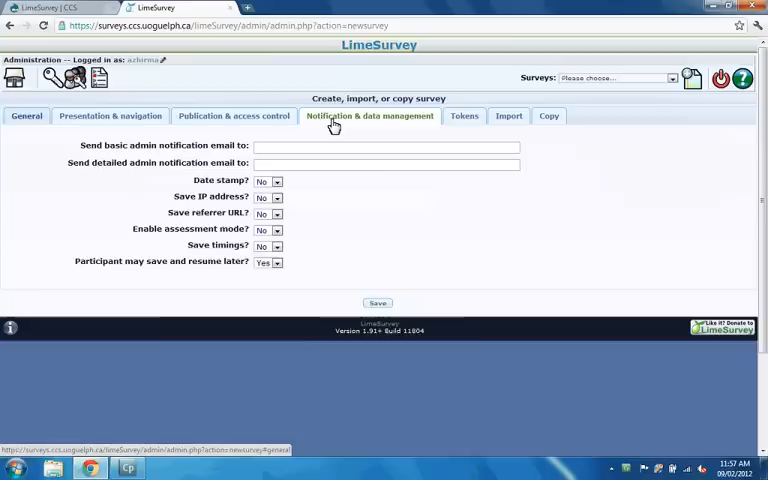 LimeSurvey | CCS
LimeSurvey
https://surveys.ccs.uoguelph.ca/limeSurvey/admin/admin.php?action=newsurvey
LimeSurvey
Administration -- Logged in as: azhirma
Surveys: Please choose...
Create, import, or copy survey
General
Presentation & navigation
Publication & access control
Notification & data management
Tokens
Import
Copy
Send basic admin notification email to:
Send detailed admin notification email to:
Date stamp? No
Save IP address? No
Save referrer URL? No
Enable assessment mode? No
Save timings? No
Participant may save and resume later? Yes
Save
LimeSurvey
Version 1.91+ Build 11804
Like it? Donate to
LimeSurvey
https://surveys.ccs.uoguelph.ca/limeSurvey/admin/admin.php?action=newsurvey#general
Cp
11:57 AM
09/02/2012